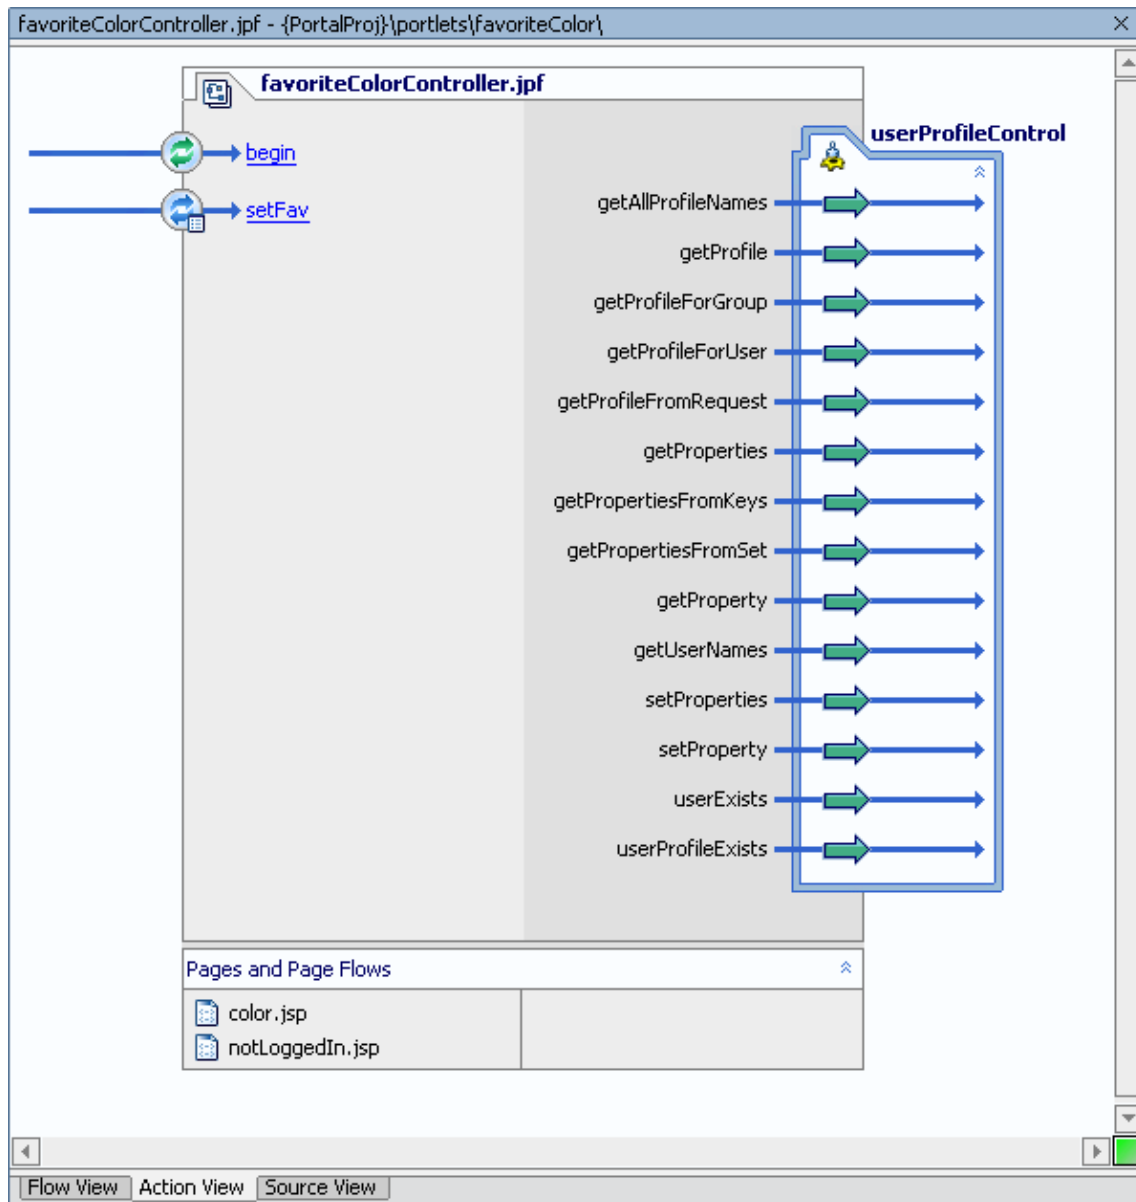 favoriteColorController.jpf - {PortalProj}\portlets\favoriteColor\
favoriteColorController.jpf
userProfileControl
begin
setFav
getAllProfileNames
getProfile
getProfileForGroup
getProfileForUser
getProfileFromRequest
getProperties
getPropertiesFromKeys
getPropertiesFromSet
getProperty
getUserNames
setProperties
setProperty
userExists
userProfileExists
Pages and Page Flows
color.jsp
notLoggedIn.jsp
Flow View Action View Source View